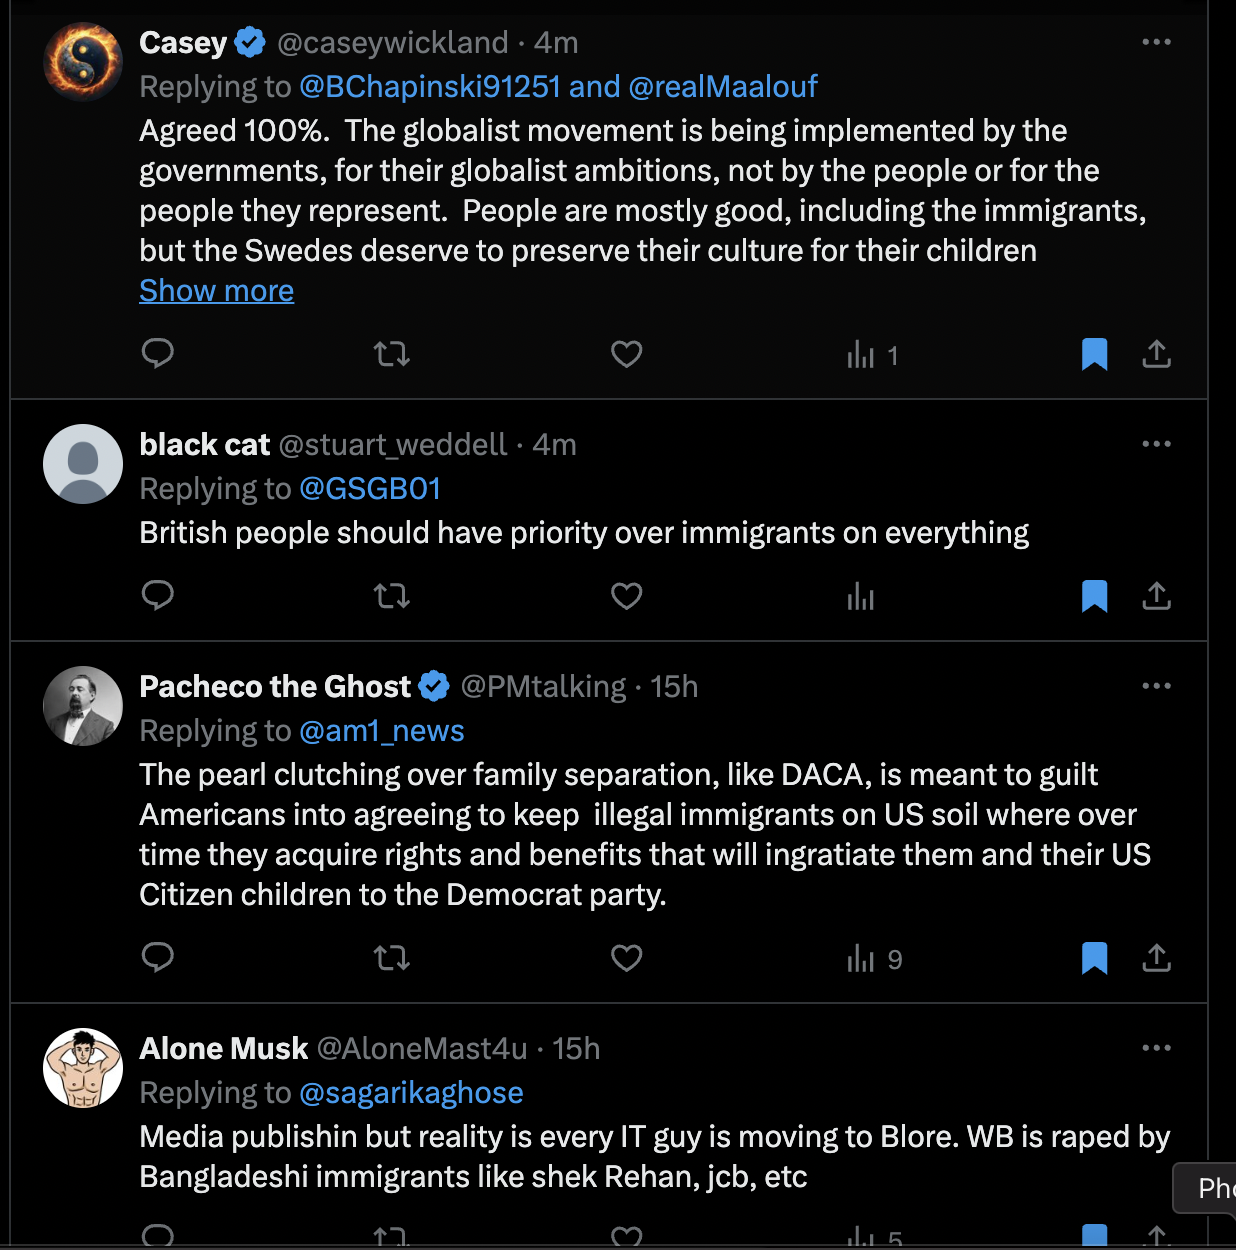 Casey @caseywickland · 4m
Replying to @BChapinski91251 and @realMaalouf
Agreed 100%.  The globalist movement is being implemented by the
governments, for their globalist ambitions, not by the people or for the
people they represent.  People are mostly good, including the immigrants,
but the Swedes deserve to preserve their culture for their children
Show more
1
black cat @stuart_weddell · 4m
Replying to @GSGB01
British people should have priority over immigrants on everything
Pacheco the Ghost @PMtalking · 15h
Replying to @am1_news
The pearl clutching over family separation, like DACA, is meant to guilt
Americans into agreeing to keep  illegal immigrants on US soil where over
time they acquire rights and benefits that will ingratiate them and their US
Citizen children to the Democrat party.
9
Alone Musk @AloneMast4u · 15h
Replying to @sagarikaghose
Media publishin but reality is every IT guy is moving to Blore. WB is raped by
Bangladeshi immigrants like shek Rehan, jcb, etc
5